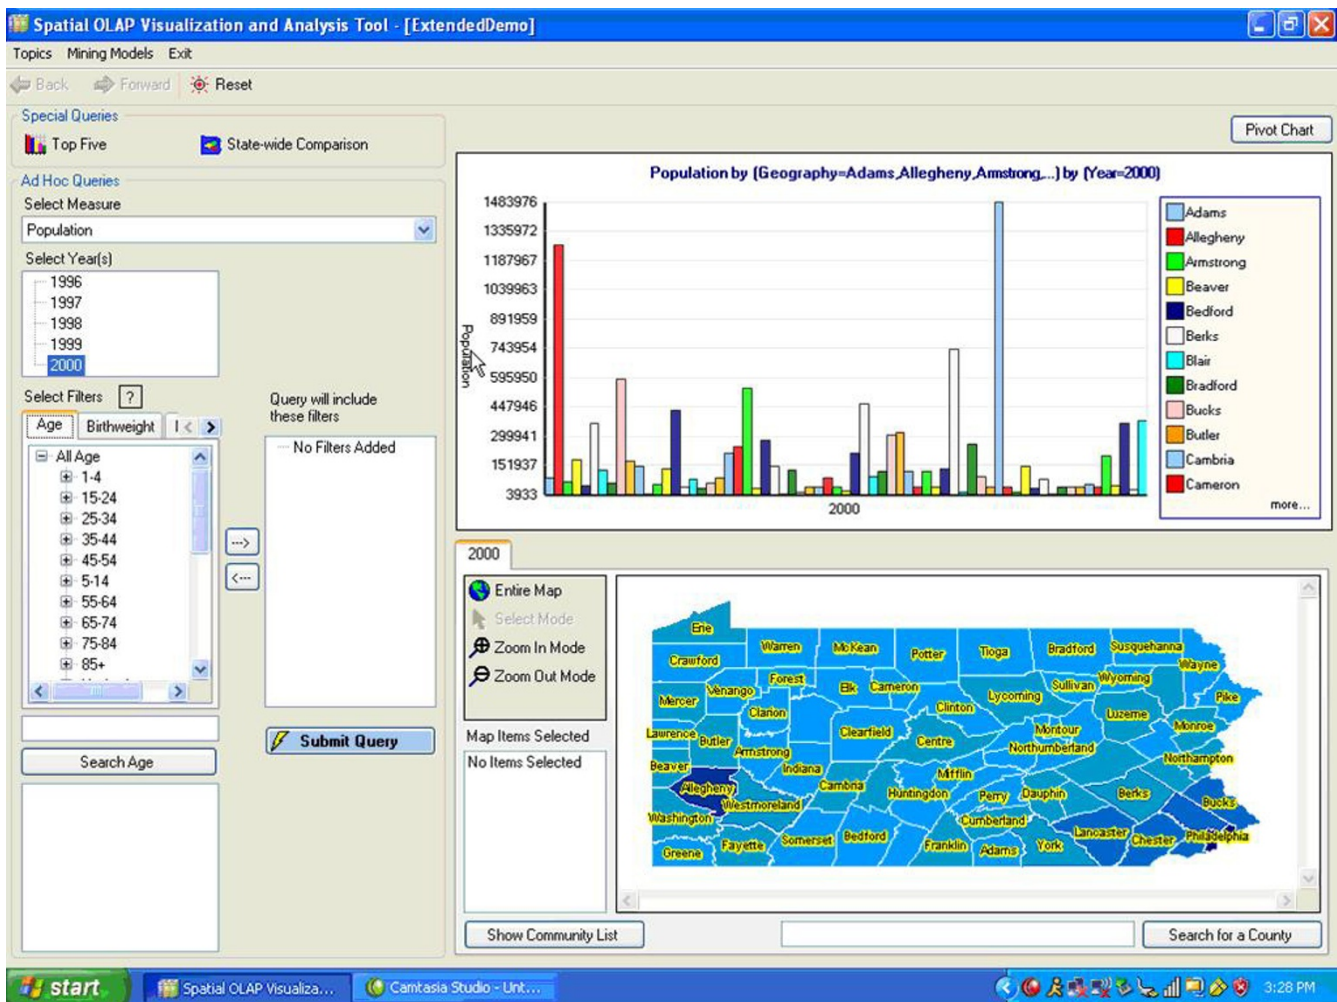 Spatial OLAP Visualization and Analysis Tool - [ExtendedDemo]
Topics Mining Models Exit
Back Forward Reset
Special Queries
Top Five State-wide Comparison
Ad Hoc Queries
Select Measure
Population
Select Year(s)
1996
1997
1998
1999
2000
Select Filters ?
Age Birthweight
All Age
1-4
15-24
25-34
35-44
45-54
5-14
55-64
65-74
75-84
85+
Query will include
these filters
No Filters Added
--->
<---
Submit Query
Search Age
Pivot Chart
Population by (Geography=Adams,Allegheny,Armstrong,...) by (Year=2000)
Population
1483976
1335972
1187967
1039963
891959
743954
595950
447946
299941
151937
3933
2000
Adams
Allegheny
Armstrong
Beaver
Bedford
Berks
Blair
Bradford
Bucks
Butler
Cambria
Cameron
more...
2000
Entire Map
Select Mode
Zoom In Mode
Zoom Out Mode
Map Items Selected
No Items Selected
Erie
Warren McKean Potter Tioga Bradford Susquehanna
Crawford Wayne
Forest Elk Cameron Sullivan Wyoming
Mercer Venango Clarion Clinton Lycoming Luzerne Pike
Lawrence Butler Clearfield Centre Montour Monroe
Armstrong Northumberland
Beaver Indiana Mifflin Northampton
Allegheny Cambria Huntingdon Perry Dauphin Berks Bucks
Westmoreland
Washington Cumberland
Greene Fayette Somerset Bedford Franklin Adams York Lancaster Chester Philadelphia
Show Community List
Search for a County
start Spatial OLAP Visualiza... Camtasia Studio - Unt... 3:28 PM